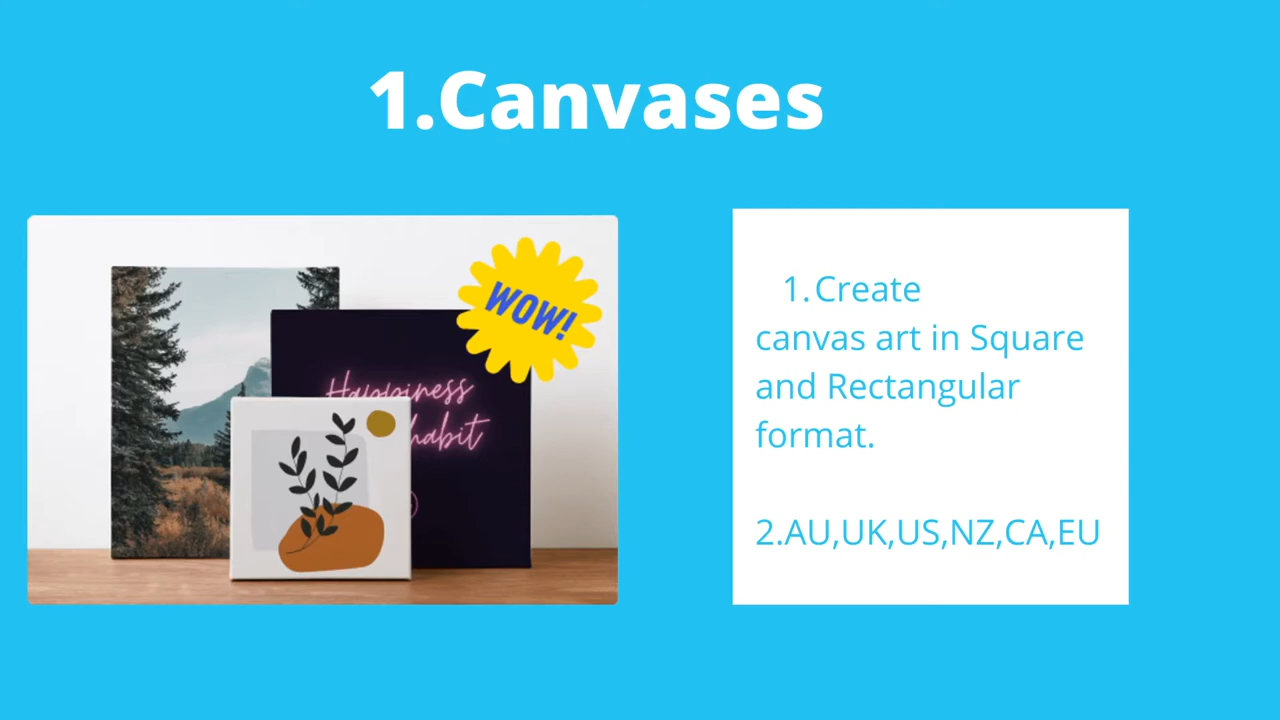 1.Canvases
WOW!
Happiness
habit
1. Create
canvas art in Square
and Rectangular
format.
2.AU,UK,US,NZ,CA,EU